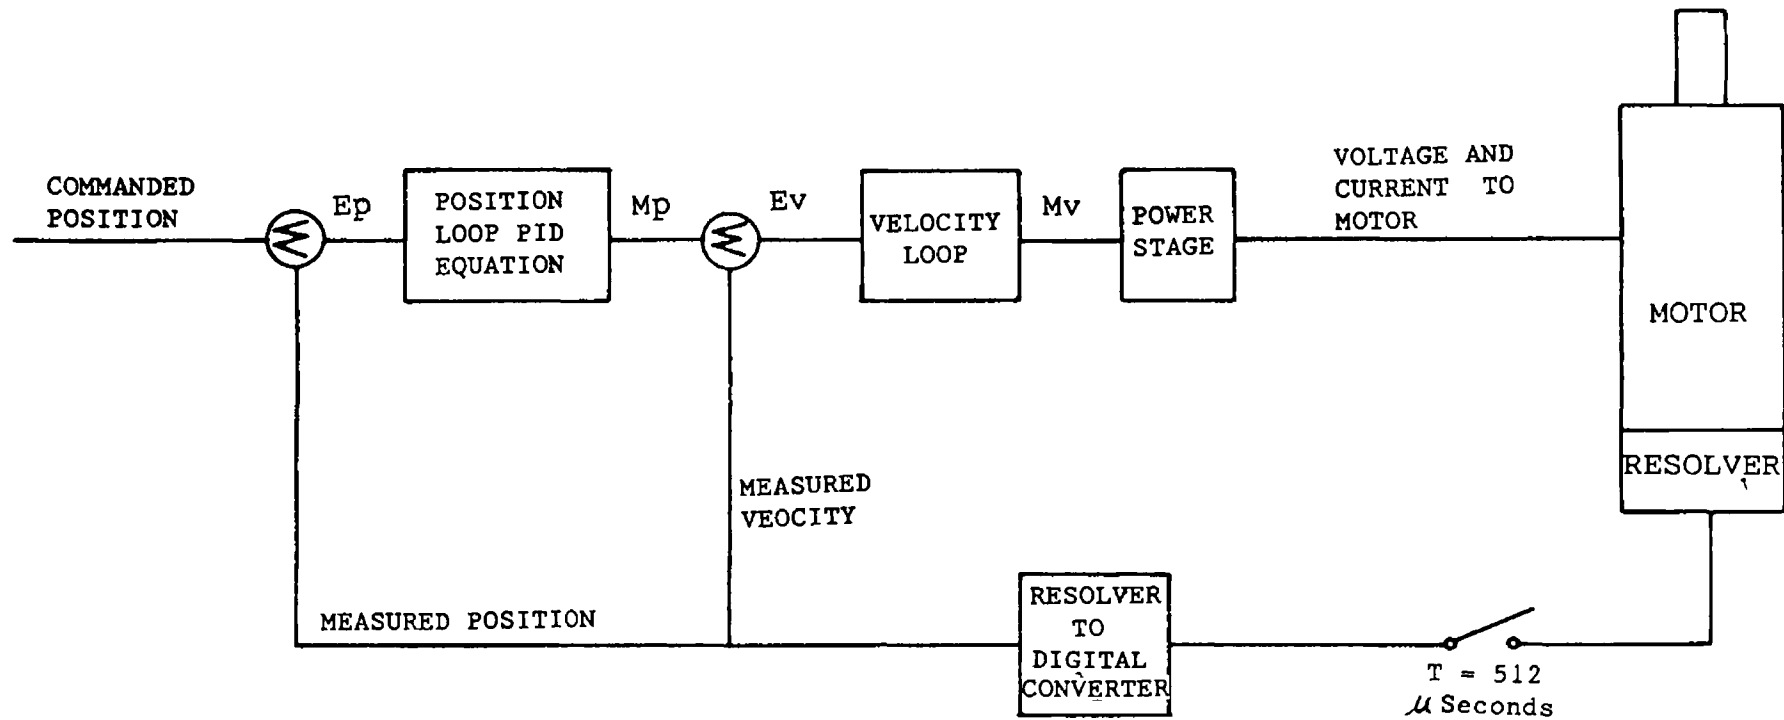 COMMANDED
POSITION
Ep
POSITION
LOOP PID
EQUATION
Mp
Ev
VELOCITY
LOOP
Mv
POWER
STAGE
VOLTAGE AND
CURRENT TO
MOTOR
MOTOR
RESOLVER
MEASURED
VEOCITY
MEASURED POSITION
RESOLVER
TO
DIGITAL
CONVERTER
T = 512
μ Seconds